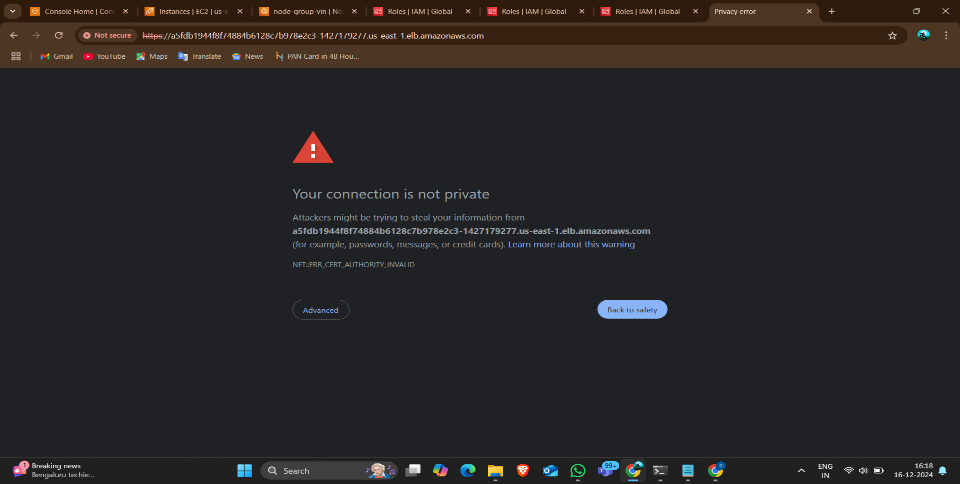 Console Home | Con
Instances | EC2 | us-e
node-group-vin | No
Roles | IAM | Global
Roles | IAM | Global
Roles | IAM | Global
Privacy error
Not secure
https://a5fdb1944f8f74884b6128c7b978e2c3-1427179277.us-east-1.elb.amazonaws.com
Gmail
YouTube
Maps
Translate
News
PAN Card in 48 Hou...
Your connection is not private
Attackers might be trying to steal your information from
a5fdb1944f8f74884b6128c7b978e2c3-1427179277.us-east-1.elb.amazonaws.com
(for example, passwords, messages, or credit cards). Learn more about this warning
NET::ERR_CERT_AUTHORITY_INVALID
Advanced
Back to safety
1
Breaking news
Bengaluru techie...
Search
99+
ENG
IN
16:18
16-12-2024